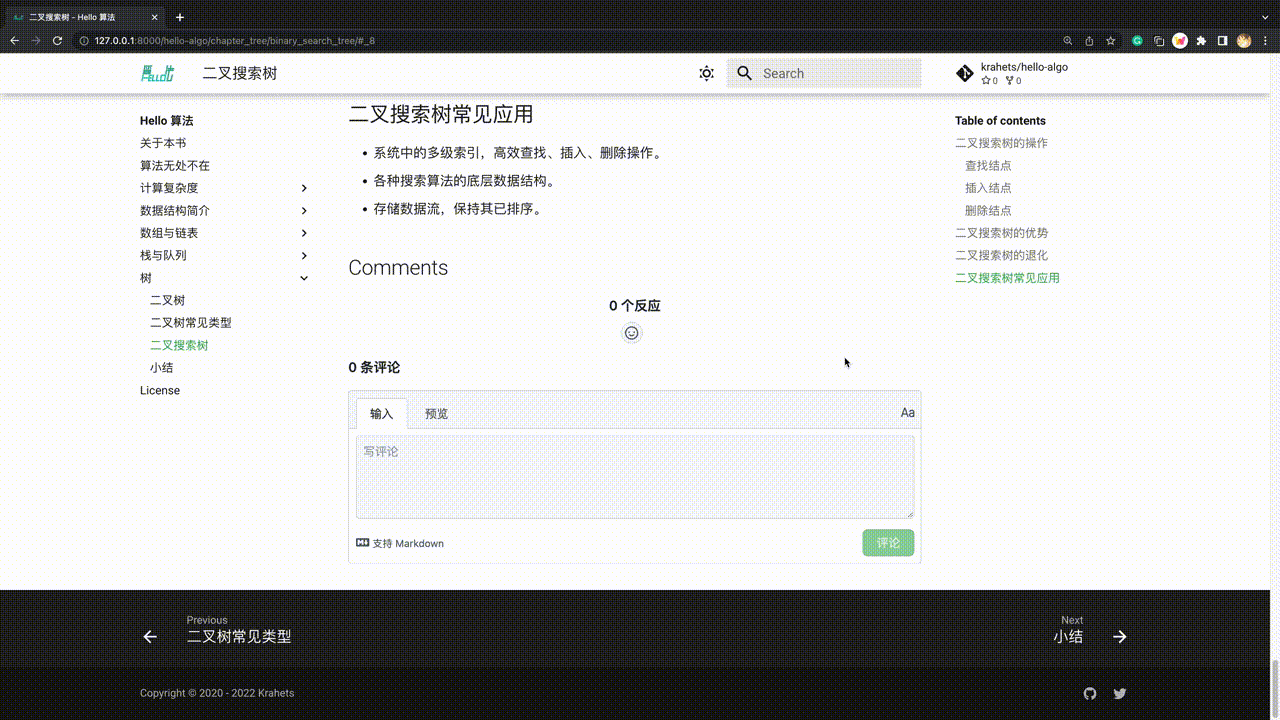 二叉搜索树 - Hello 算法
127.0.0.1:8000/hello-algo/chapter_tree/binary_search_tree/#_8
二叉搜索树
Search
krahets/hello-algo
0 0
Hello 算法
关于本书
算法无处不在
计算复杂度
数据结构简介
数组与链表
栈与队列
树
二叉树
二叉树常见类型
二叉搜索树
小结
License
二叉搜索树常见应用
• 系统中的多级索引，高效查找、插入、删除操作。
• 各种搜索算法的底层数据结构。
• 存储数据流，保持其已排序。
Comments
0 个反应
0 条评论
输入 预览 Aa
写评论
支持 Markdown
评论
Table of contents
二叉搜索树的操作
查找结点
插入结点
删除结点
二叉搜索树的优势
二叉搜索树的退化
二叉搜索树常见应用
Previous
二叉树常见类型
Next
小结
Copyright © 2020 - 2022 Krahets